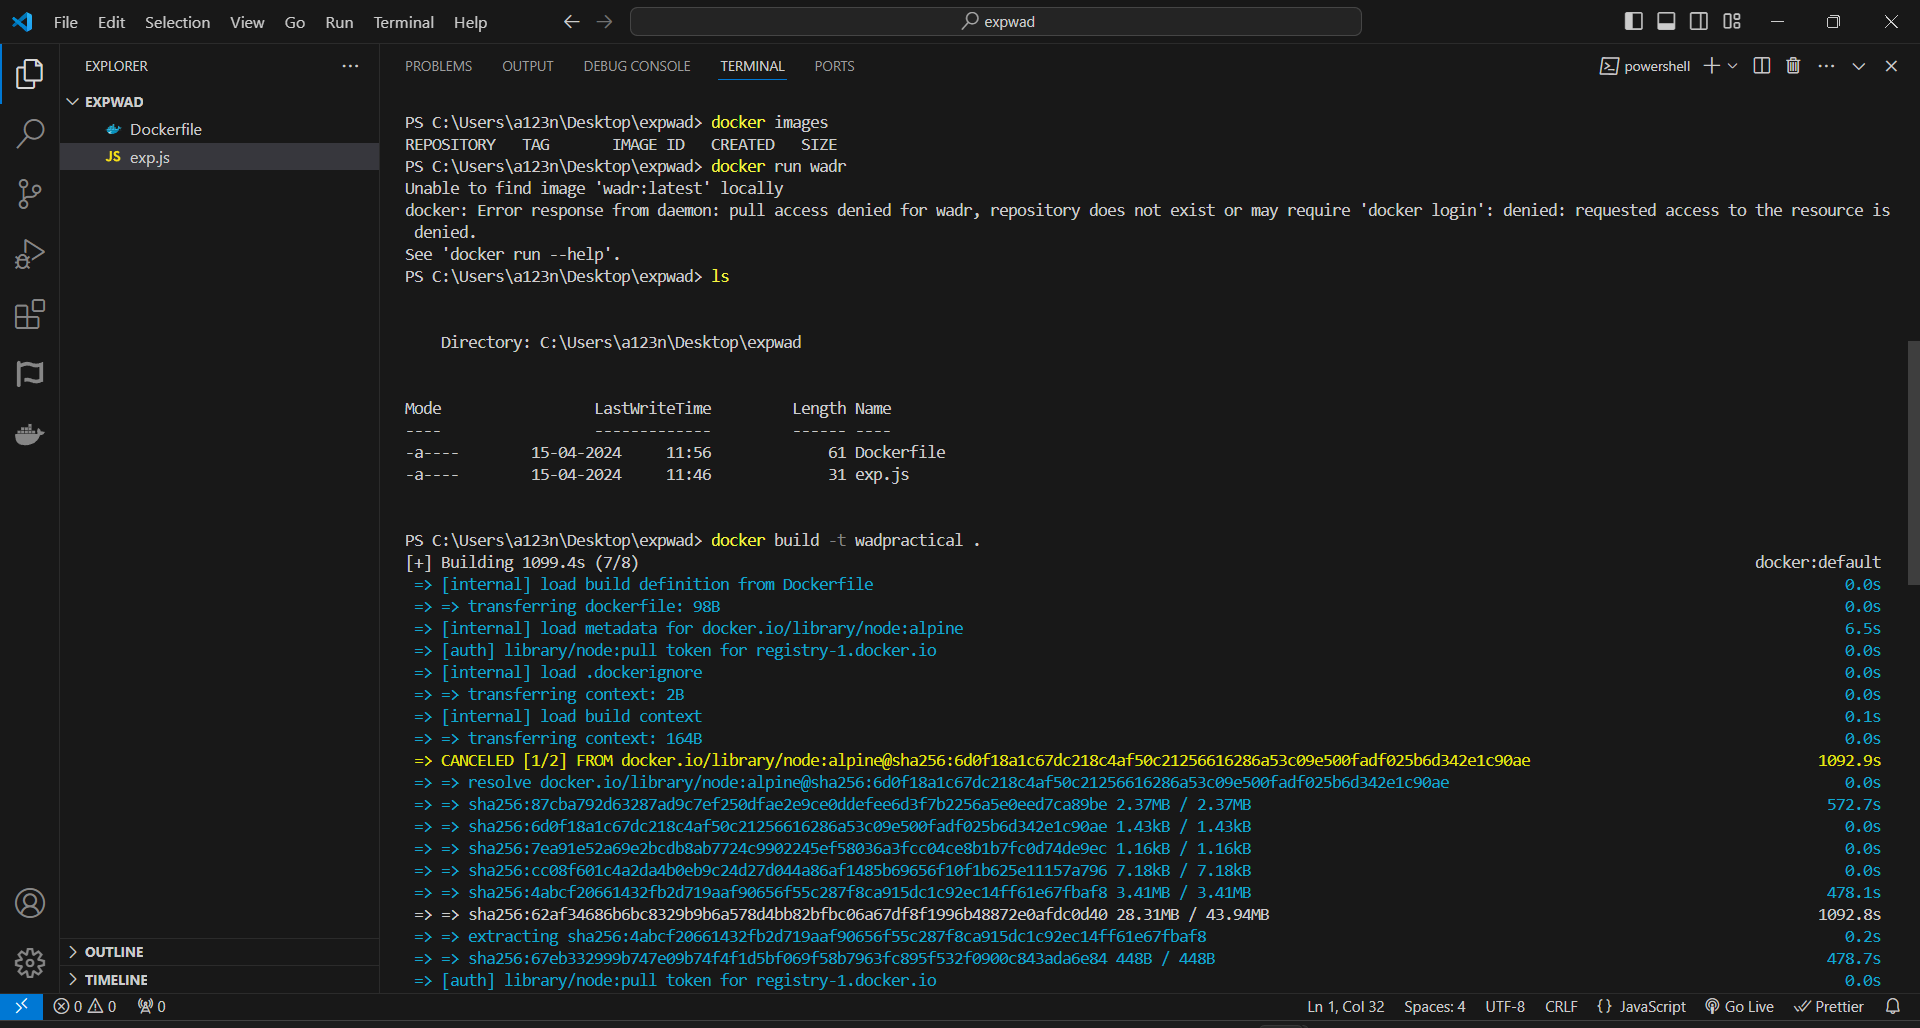 File Edit Selection View Go Run Terminal Help
expwad
EXPLORER
EXPWAD
Dockerfile
JS exp.js
OUTLINE
TIMELINE
PROBLEMS OUTPUT DEBUG CONSOLE TERMINAL PORTS
powershell
PS C:\Users\a123n\Desktop\expwad> docker images
REPOSITORY TAG IMAGE ID CREATED SIZE
PS C:\Users\a123n\Desktop\expwad> docker run wadr
Unable to find image 'wadr:latest' locally
docker: Error response from daemon: pull access denied for wadr, repository does not exist or may require 'docker login': denied: requested access to the resource is
denied.
See 'docker run --help'.
PS C:\Users\a123n\Desktop\expwad> ls
Directory: C:\Users\a123n\Desktop\expwad
Mode LastWriteTime Length Name
---- ------------- ------ ----
-a---- 15-04-2024 11:56 61 Dockerfile
-a---- 15-04-2024 11:46 31 exp.js
PS C:\Users\a123n\Desktop\expwad> docker build -t wadpractical .
[+] Building 1099.4s (7/8) docker:default
=> [internal] load build definition from Dockerfile 0.0s
=> => transferring dockerfile: 98B 0.0s
=> [internal] load metadata for docker.io/library/node:alpine 6.5s
=> [auth] library/node:pull token for registry-1.docker.io 0.0s
=> [internal] load .dockerignore 0.0s
=> => transferring context: 2B 0.0s
=> [internal] load build context 0.1s
=> => transferring context: 164B 0.0s
=> CANCELED [1/2] FROM docker.io/library/node:alpine@sha256:6d0f18a1c67dc218c4af50c21256616286a53c09e500fadf025b6d342e1c90ae 1092.9s
=> => resolve docker.io/library/node:alpine@sha256:6d0f18a1c67dc218c4af50c21256616286a53c09e500fadf025b6d342e1c90ae 0.0s
=> => sha256:87cba792d63287ad9c7ef250dfae2e9ce0ddefee6d3f7b2256a5e0eed7ca89be 2.37MB / 2.37MB 572.7s
=> => sha256:6d0f18a1c67dc218c4af50c21256616286a53c09e500fadf025b6d342e1c90ae 1.43kB / 1.43kB 0.0s
=> => sha256:7ea91e52a69e2bcdb8ab7724c9902245ef58036a3fcc04ce8b1b7fc0d74de9ec 1.16kB / 1.16kB 0.0s
=> => sha256:cc08f601c4a2da4b0eb9c24d27d044a86af1485b69656f10f1b625e11157a796 7.18kB / 7.18kB 0.0s
=> => sha256:4abcf20661432fb2d719aaf90656f55c287f8ca915dc1c92ec14ff61e67fbaf8 3.41MB / 3.41MB 478.1s
=> => sha256:62af34686b6bc8329b9b6a578d4bb82bfbc06a67df8f1996b48872e0afdc0d40 28.31MB / 43.94MB 1092.8s
=> => extracting sha256:4abcf20661432fb2d719aaf90656f55c287f8ca915dc1c92ec14ff61e67fbaf8 0.2s
=> => sha256:67eb332999b747e09b74f4f1d5bf069f58b7963fc895f532f0900c843ada6e84 448B / 448B 478.7s
=> [auth] library/node:pull token for registry-1.docker.io 0.0s
0 0 0 Ln 1, Col 32 Spaces: 4 UTF-8 CRLF {} JavaScript Go Live Prettier